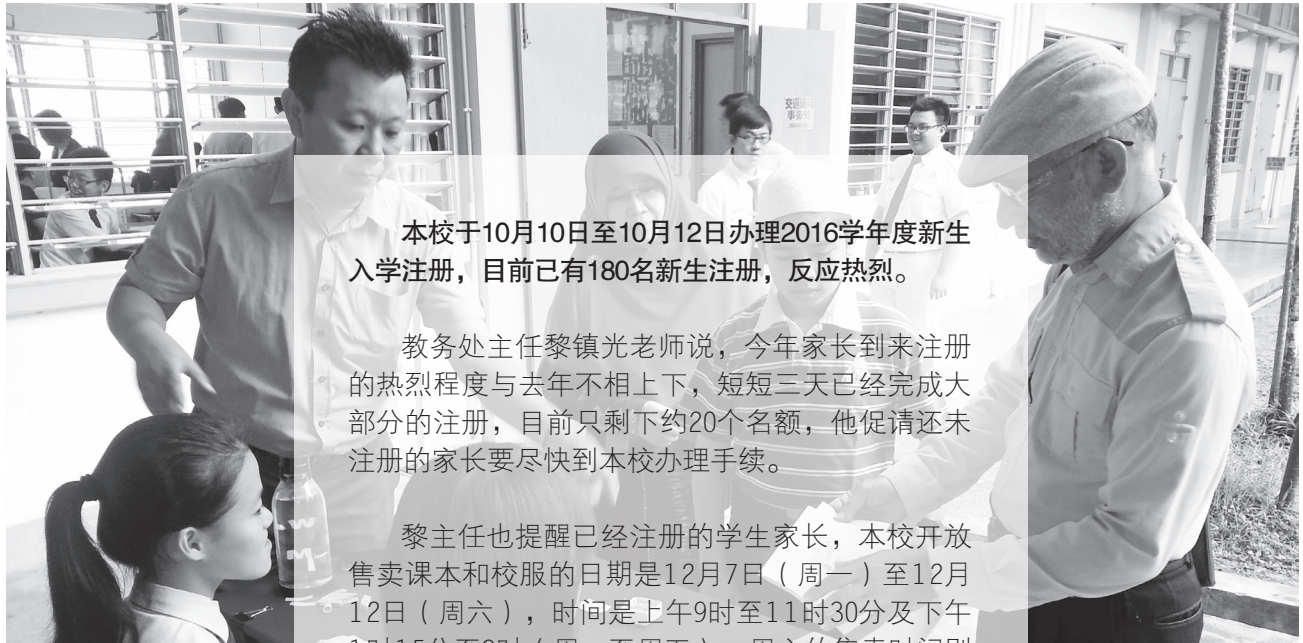 交通
事务处
本校于10月10日至10月12日办理2016学年度新生
入学注册，目前已有180名新生注册，反应热烈。
教务处主任黎镇光老师说，今年家长到来注册
的热烈程度与去年不相上下，短短三天已经完成大
部分的注册，目前只剩下约20个名额，他促请还未
注册的家长要尽快到本校办理手续。
黎主任也提醒已经注册的学生家长，本校开放
售卖课本和校服的日期是12月7日（周一）至12月
12日（周六），时间是上午9时至11时30分及下午